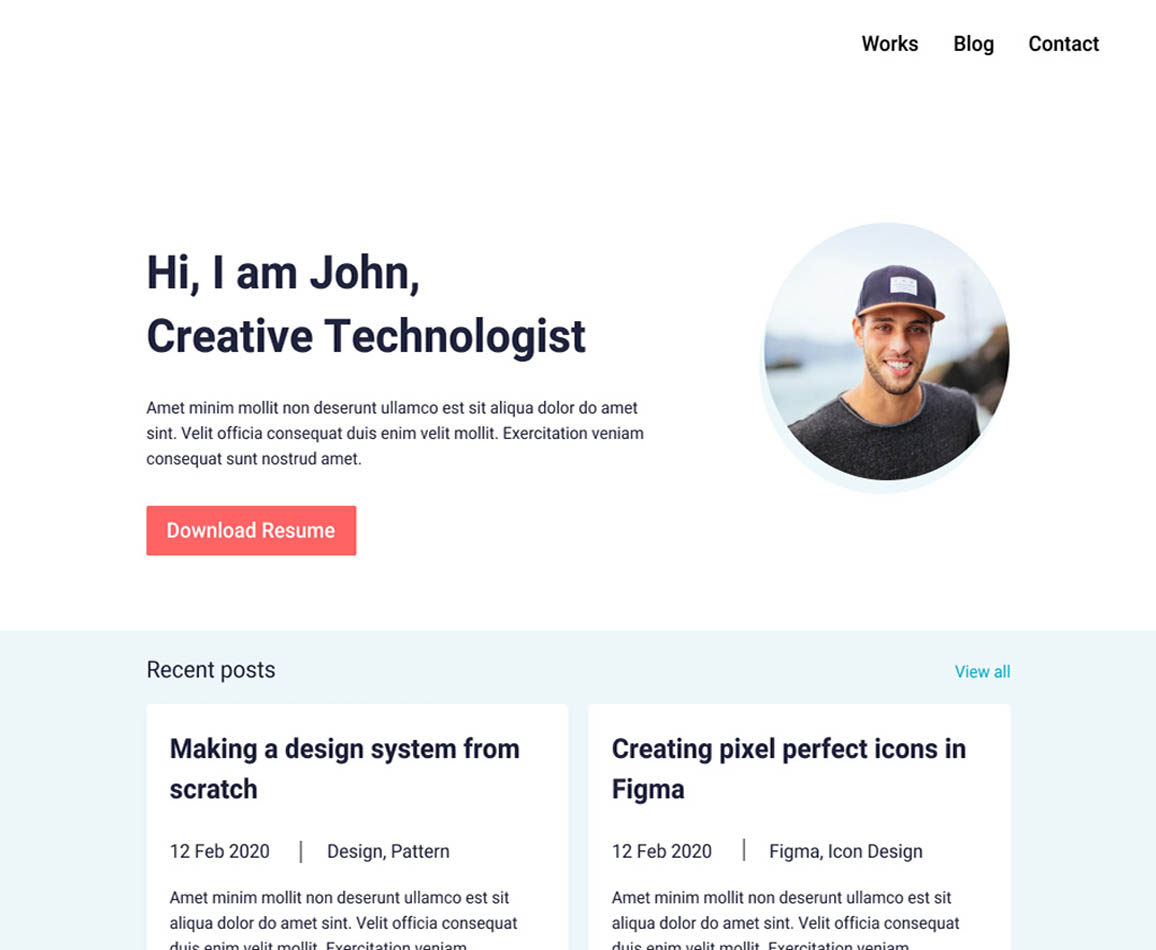 Works Blog Contact
Hi, I am John,
Creative Technologist
Amet minim mollit non deserunt ullamco est sit aliqua dolor do amet
sint. Velit officia consequat duis enim velit mollit. Exercitation veniam
consequat sunt nostrud amet.
Download Resume
Recent posts
View all
Making a design system from
scratch
12 Feb 2020 | Design, Pattern
Amet minim mollit non deserunt ullamco est sit
aliqua dolor do amet sint. Velit officia consequat
duis enim velit mollit. Exercitation veniam
Creating pixel perfect icons in
Figma
12 Feb 2020 | Figma, Icon Design
Amet minim mollit non deserunt ullamco est sit
aliqua dolor do amet sint. Velit officia consequat
duis enim velit mollit. Exercitation veniam